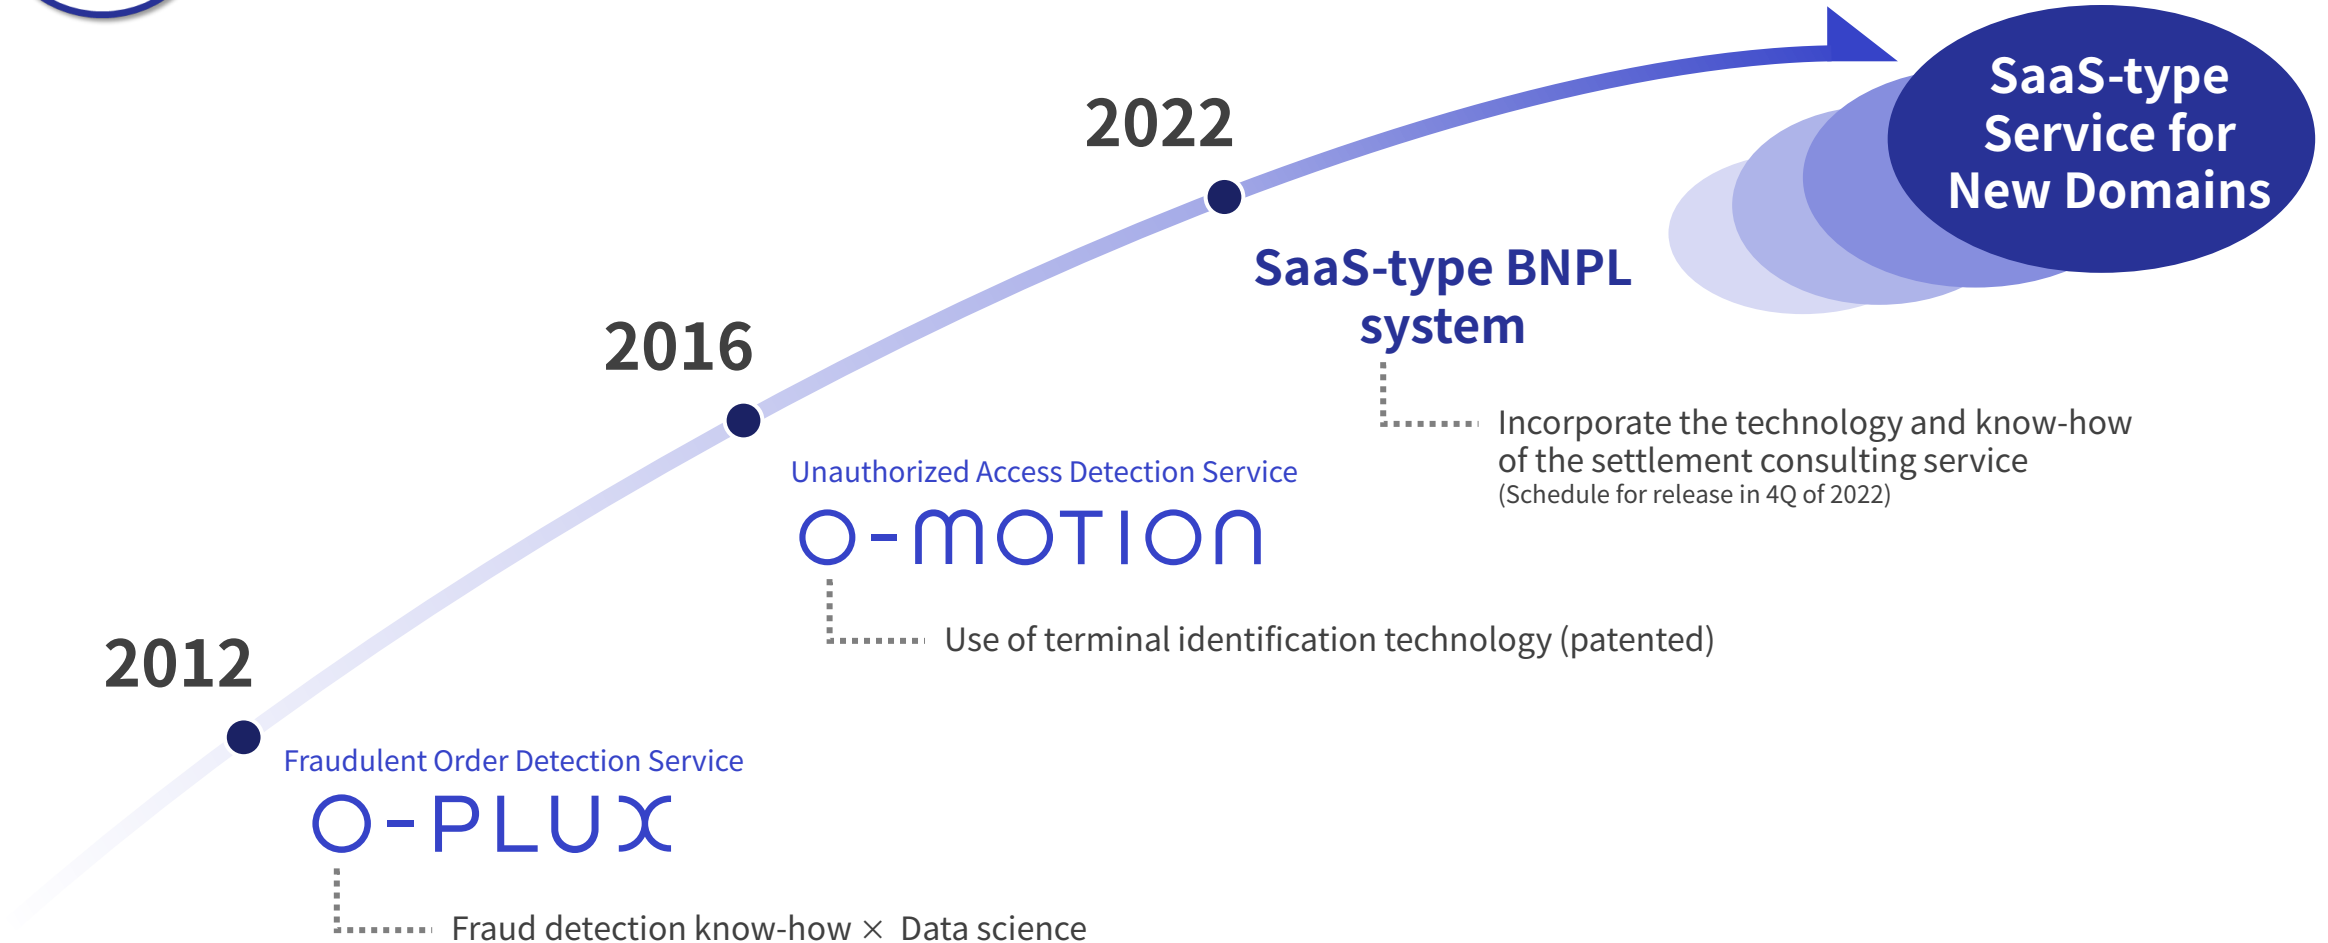 SaaS-type
Service for
New Domains
2022
SaaS-type BNPL
system
Incorporate the technology and know-how
of the settlement consulting service
(Schedule for release in 4Q of 2022)
2016
Unauthorized Access Detection Service
O-MOTION
Use of terminal identification technology (patented)
2012
Fraudulent Order Detection Service
O-PLUX
Fraud detection know-how × Data science